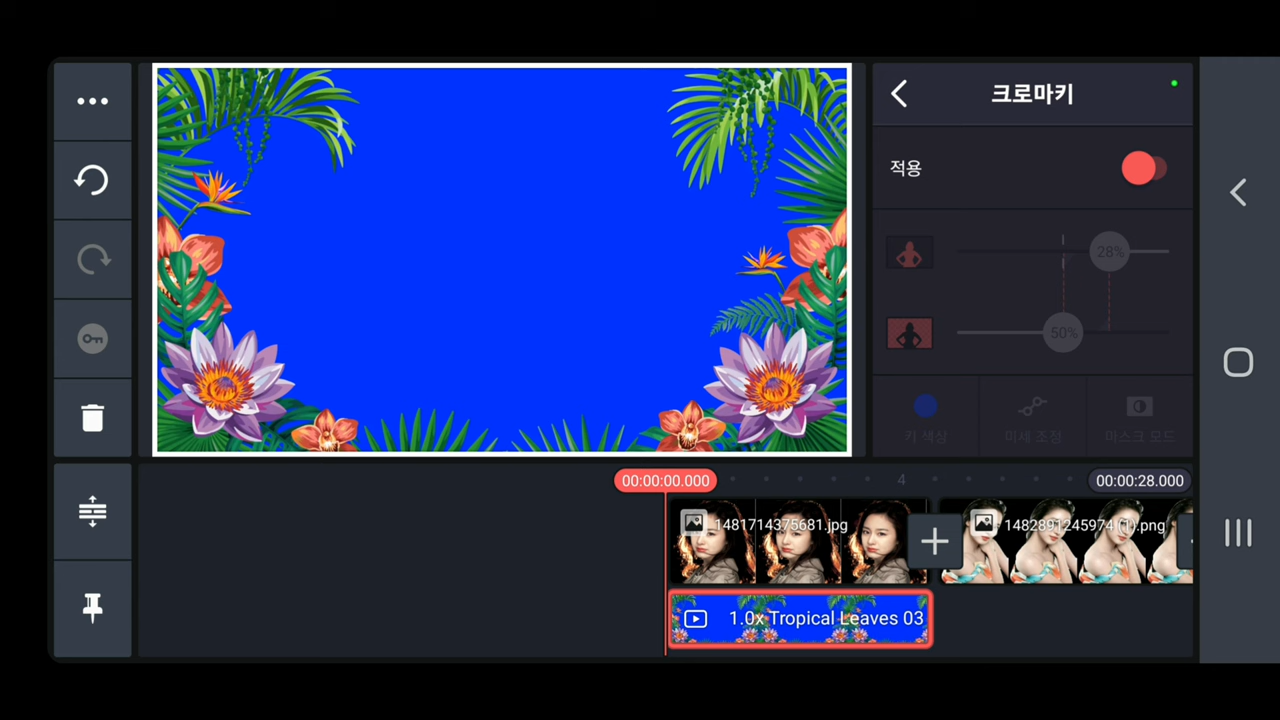 크로마키
적용
28%
50%
키 색상
미세 조정
마스크 모드
00:00:00.000
4
00:00:28.000
1481714375681.jpg
1482891245974 (1).png
1.0x Tropical Leaves 03